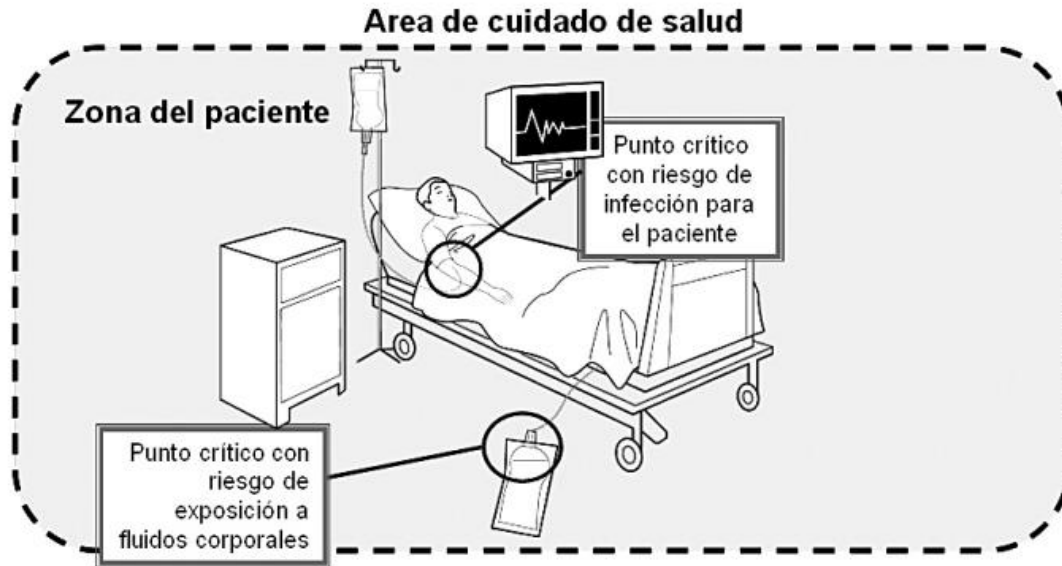 Area de cuidado de salud
Zona del paciente
Punto crítico
con riesgo de
infección para
el paciente
Punto crítico con
riesgo de
exposición a
fluidos corporales